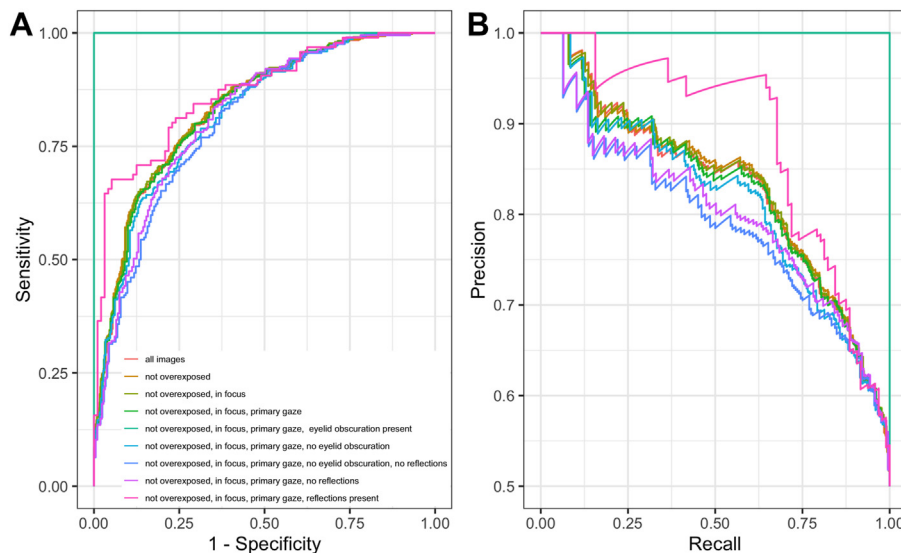 A
B
1.00
0.75
0.50
0.25
0.00
Sensitivity
all images
not overexposed
not overexposed, in focus
not overexposed, in focus, primary gaze
not overexposed, in focus, primary gaze, eyelid obscuration present
not overexposed, in focus, primary gaze, no eyelid obscuration
not overexposed, in focus, primary gaze, no eyelid obscuration, no reflections
not overexposed, in focus, primary gaze, no reflections
not overexposed, in focus, primary gaze, reflections present
0.00 0.25 0.50 0.75 1.00
1 - Specificity
1.0
0.9
0.8
0.7
0.6
0.5
Precision
0.00 0.25 0.50 0.75 1.00
Recall